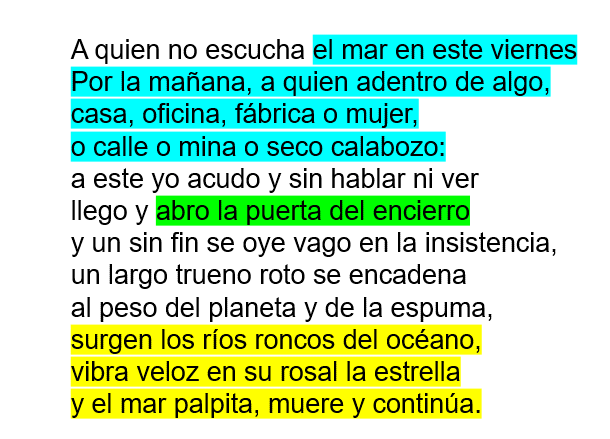 A quien no escucha el mar en este viernes
Por la mañana, a quien adentro de algo,
casa, oficina, fábrica o mujer,
o calle o mina o seco calabozo:
a este yo acudo y sin hablar ni ver
llego y abro la puerta del encierro
y un sin fin se oye vago en la insistencia,
un largo trueno roto se encadena
al peso del planeta y de la espuma,
surgen los ríos roncos del océano,
vibra veloz en su rosal la estrella
y el mar palpita, muere y continúa.